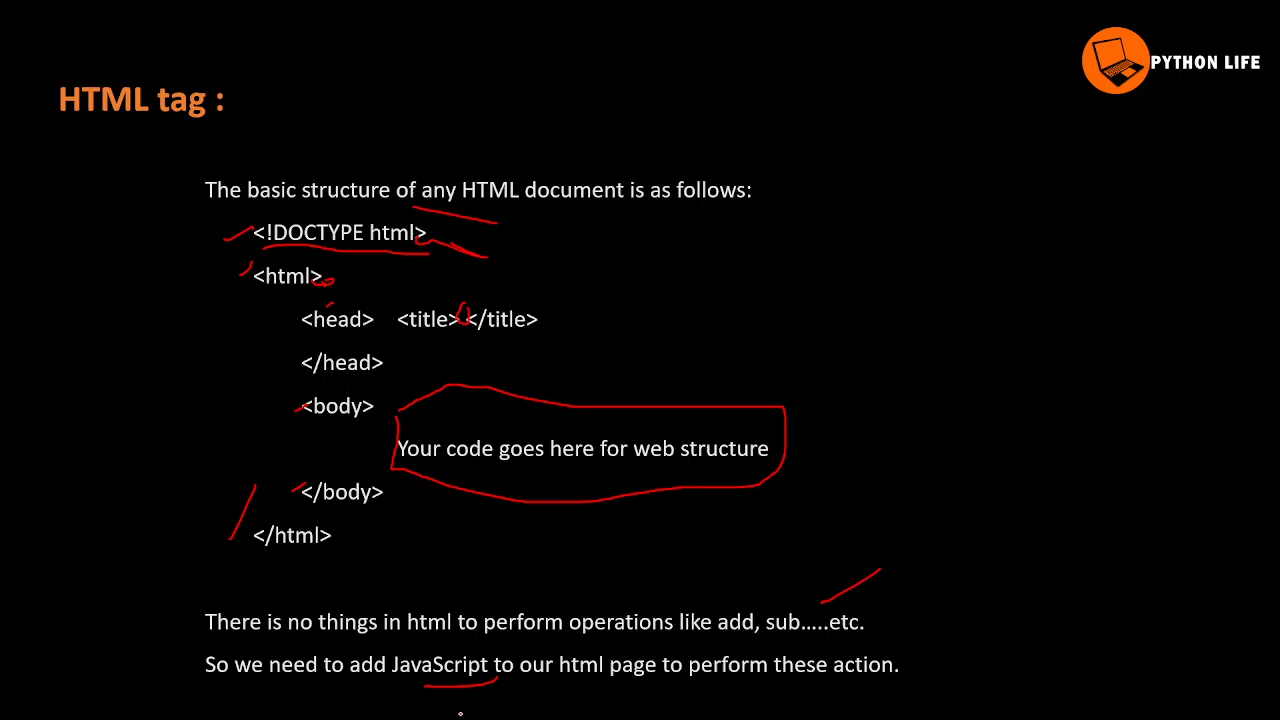 PYTHON LIFE
HTML tag :
The basic structure of any HTML document is as follows:
<!DOCTYPE html>
<html>
<head> <title> </title>
</head>
<body>
Your code goes here for web structure
</body>
</html>
There is no things in html to perform operations like add, sub.....etc.
So we need to add JavaScript to our html page to perform these action.